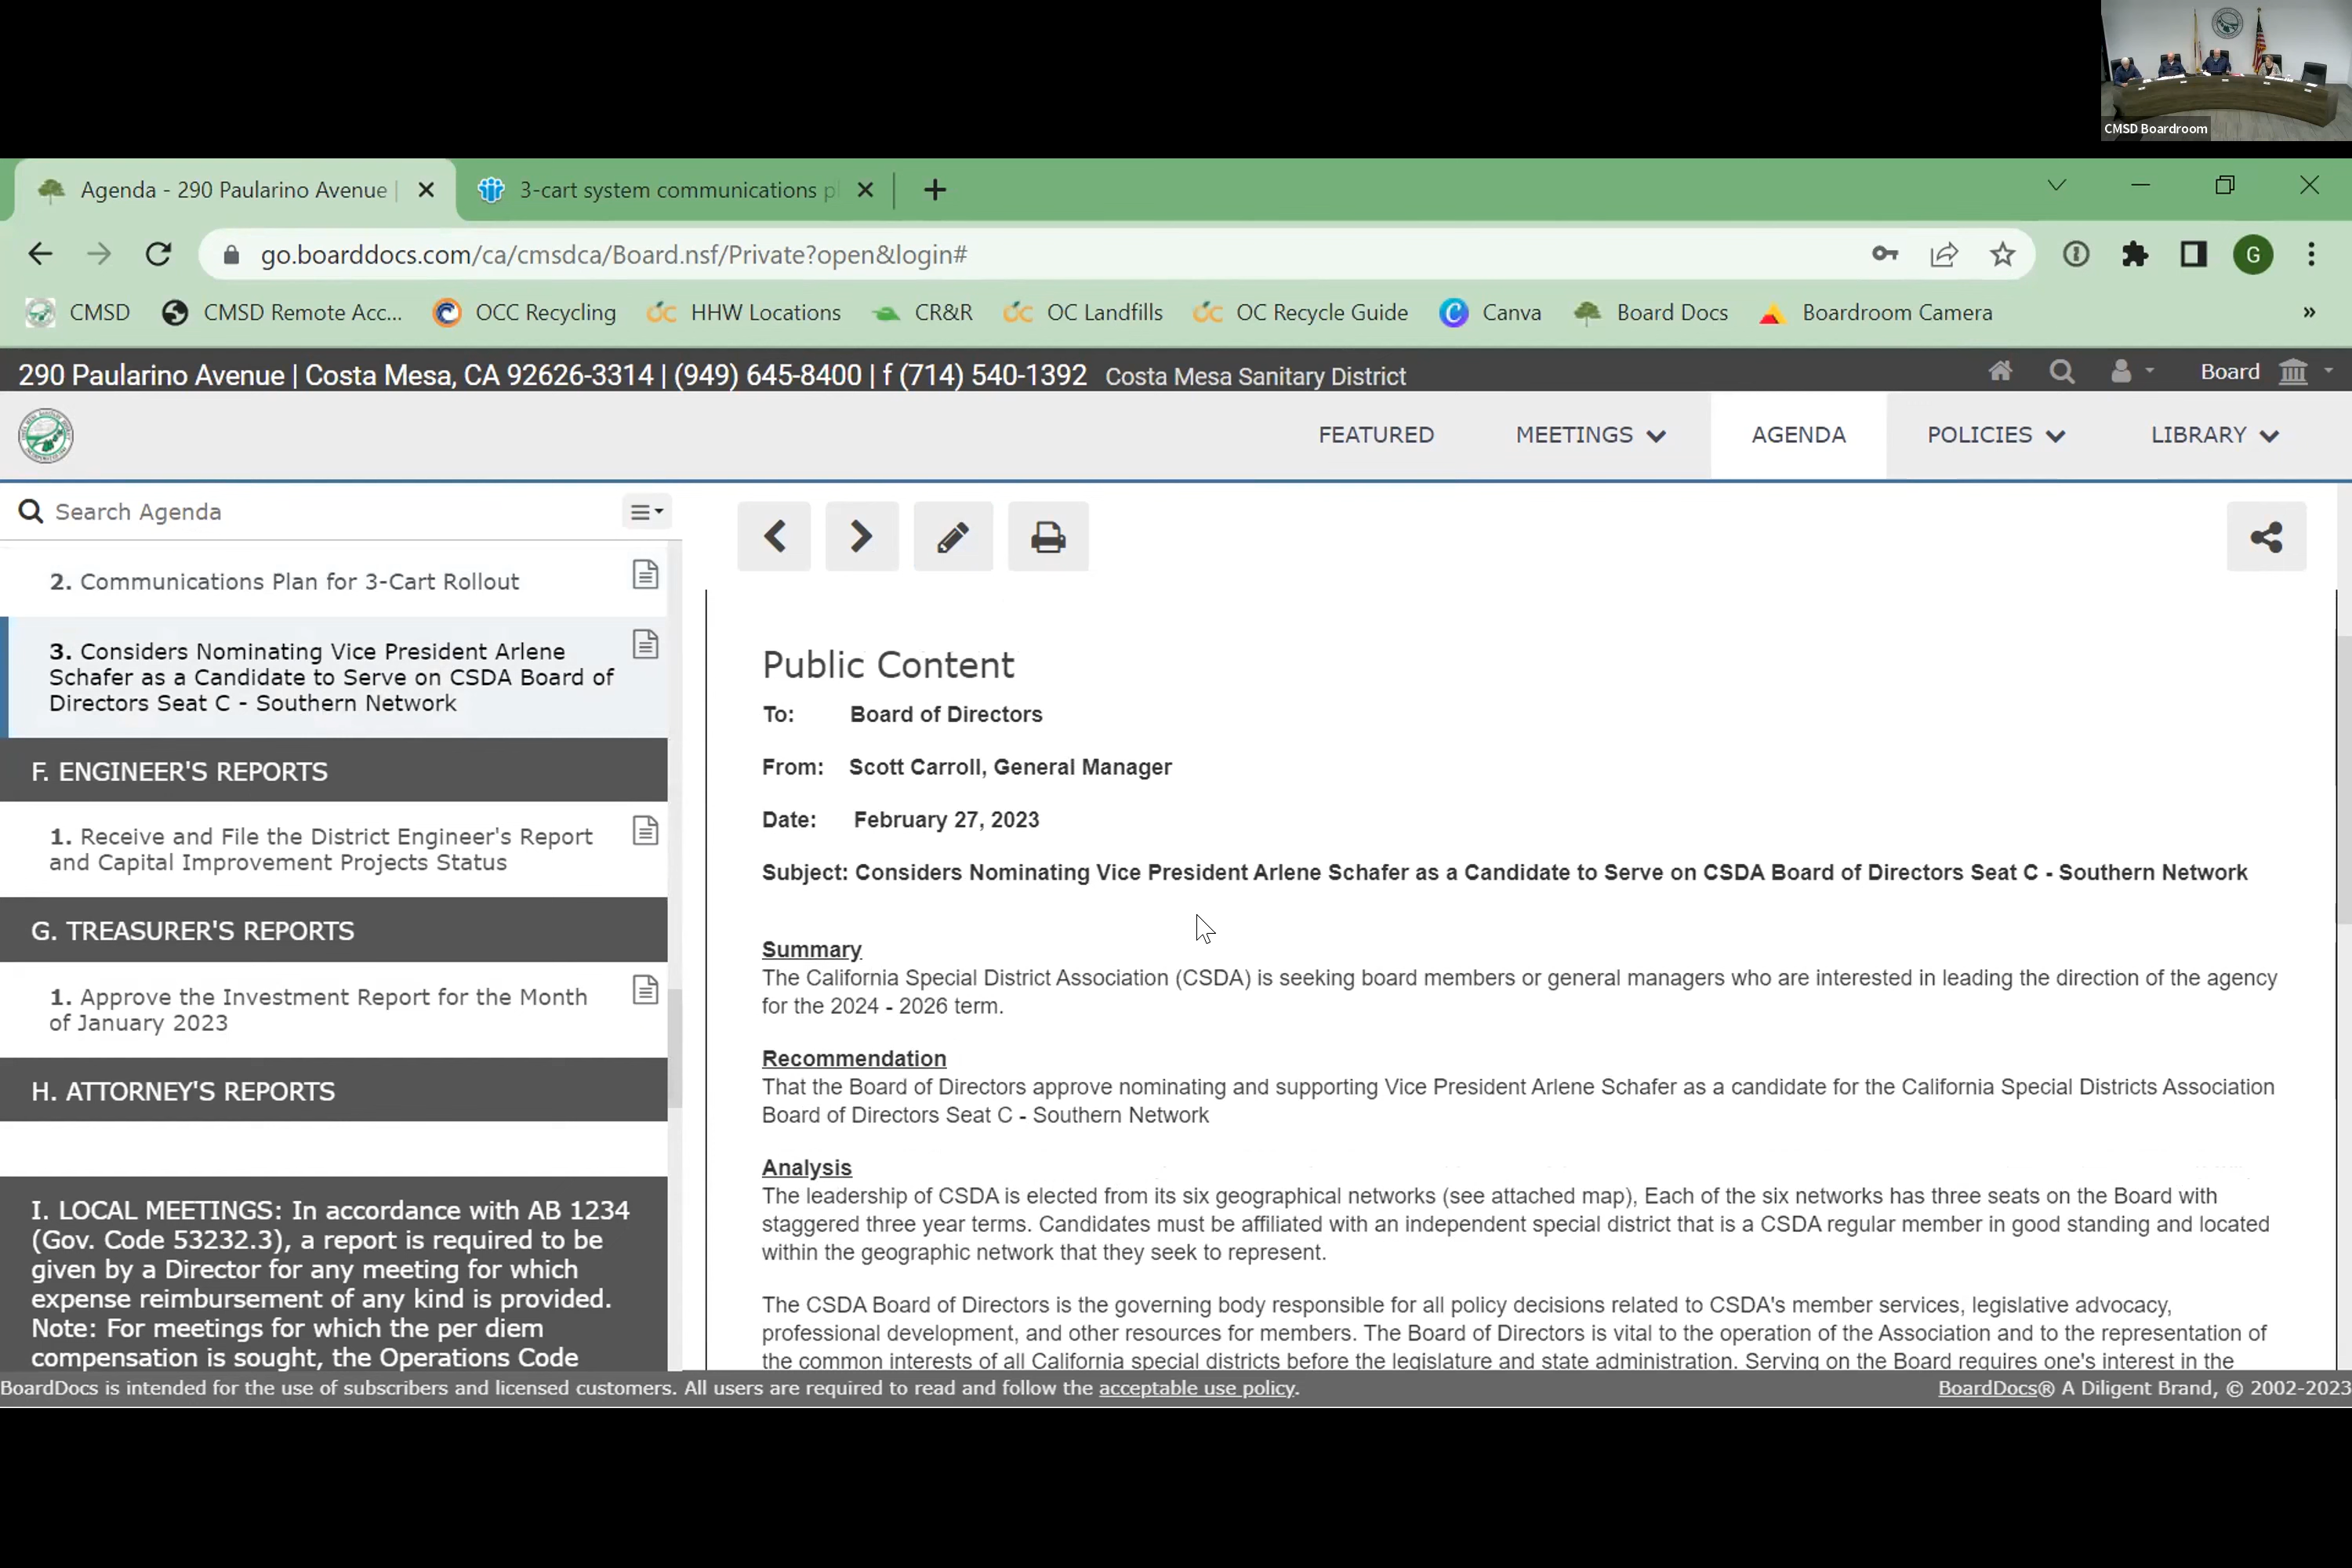 CMSD Boardroom
Agenda - 290 Paularino Avenue |
3-cart system communications p
go.boarddocs.com/ca/cmsdca/Board.nsf/Private?open&login#
G
CMSD
CMSD Remote Acc...
OCC Recycling
HHW Locations
CR&R
OC Landfills
OC Recycle Guide
Canva
Board Docs
Boardroom Camera
»
290 Paularino Avenue | Costa Mesa, CA 92626-3314 | (949) 645-8400 | f (714) 540-1392 Costa Mesa Sanitary District
Board
FEATURED
MEETINGS
AGENDA
POLICIES
LIBRARY
Search Agenda
2. Communications Plan for 3-Cart Rollout
3. Considers Nominating Vice President Arlene
Schafer as a Candidate to Serve on CSDA Board of
Directors Seat C - Southern Network
F. ENGINEER'S REPORTS
1. Receive and File the District Engineer's Report
and Capital Improvement Projects Status
G. TREASURER'S REPORTS
1. Approve the Investment Report for the Month
of January 2023
H. ATTORNEY'S REPORTS
I. LOCAL MEETINGS: In accordance with AB 1234
(Gov. Code 53232.3), a report is required to be
given by a Director for any meeting for which
expense reimbursement of any kind is provided.
Note: For meetings for which the per diem
compensation is sought, the Operations Code
Public Content
To: Board of Directors
From: Scott Carroll, General Manager
Date: February 27, 2023
Subject: Considers Nominating Vice President Arlene Schafer as a Candidate to Serve on CSDA Board of Directors Seat C - Southern Network
Summary
The California Special District Association (CSDA) is seeking board members or general managers who are interested in leading the direction of the agency
for the 2024 - 2026 term.
Recommendation
That the Board of Directors approve nominating and supporting Vice President Arlene Schafer as a candidate for the California Special Districts Association
Board of Directors Seat C - Southern Network
Analysis
The leadership of CSDA is elected from its six geographical networks (see attached map), Each of the six networks has three seats on the Board with
staggered three year terms. Candidates must be affiliated with an independent special district that is a CSDA regular member in good standing and located
within the geographic network that they seek to represent.
The CSDA Board of Directors is the governing body responsible for all policy decisions related to CSDA's member services, legislative advocacy,
professional development, and other resources for members. The Board of Directors is vital to the operation of the Association and to the representation of
the common interests of all California special districts before the legislature and state administration. Serving on the Board requires one's interest in the
BoardDocs is intended for the use of subscribers and licensed customers. All users are required to read and follow the acceptable use policy.
BoardDocs® A Diligent Brand, © 2002-2023